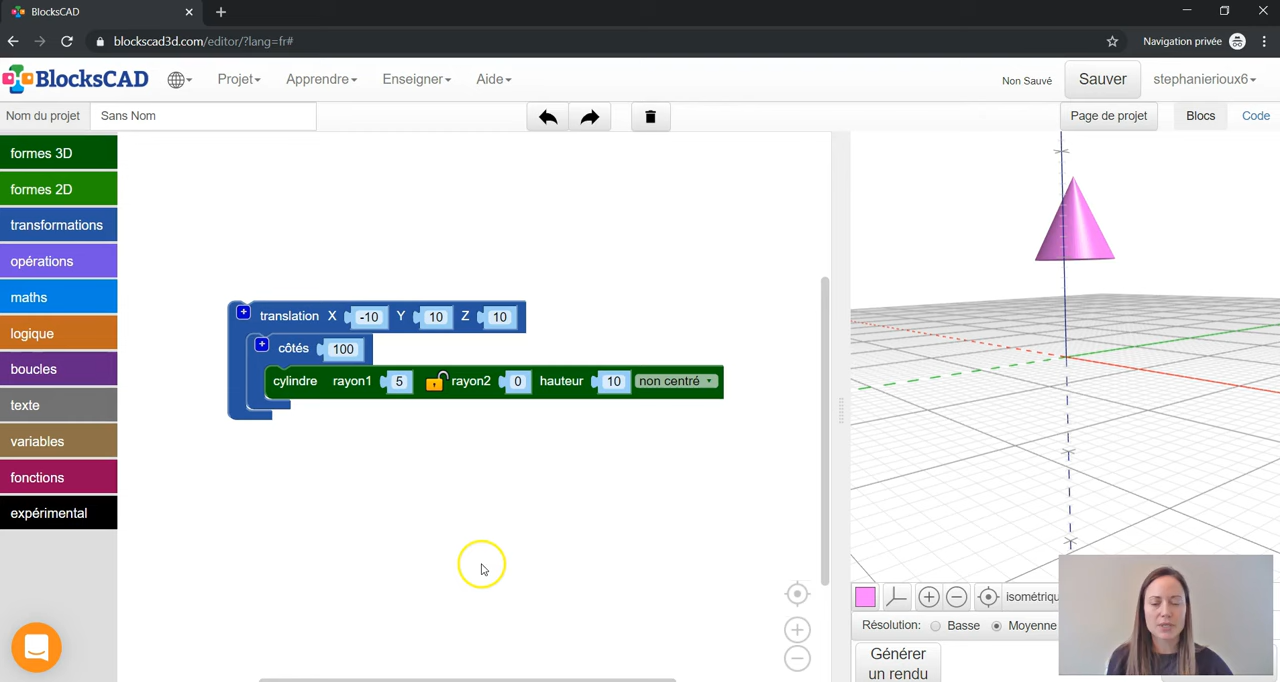 BlocksCAD
blockscad3d.com/editor/?lang=fr#
Navigation privée
BlocksCAD
Projet
Apprendre
Enseigner
Aide
Non Sauvé
Sauver
stephanierioux6
Nom du projet
Sans Nom
Page de projet
Blocs
Code
formes 3D
formes 2D
transformations
opérations
maths
logique
boucles
texte
variables
fonctions
expérimental
translation X -10 Y 10 Z 10
côtés 100
cylindre rayon1 5 rayon2 0 hauteur 10 non centré
isométriqu
Résolution: Basse Moyenne
Générer
un rendu